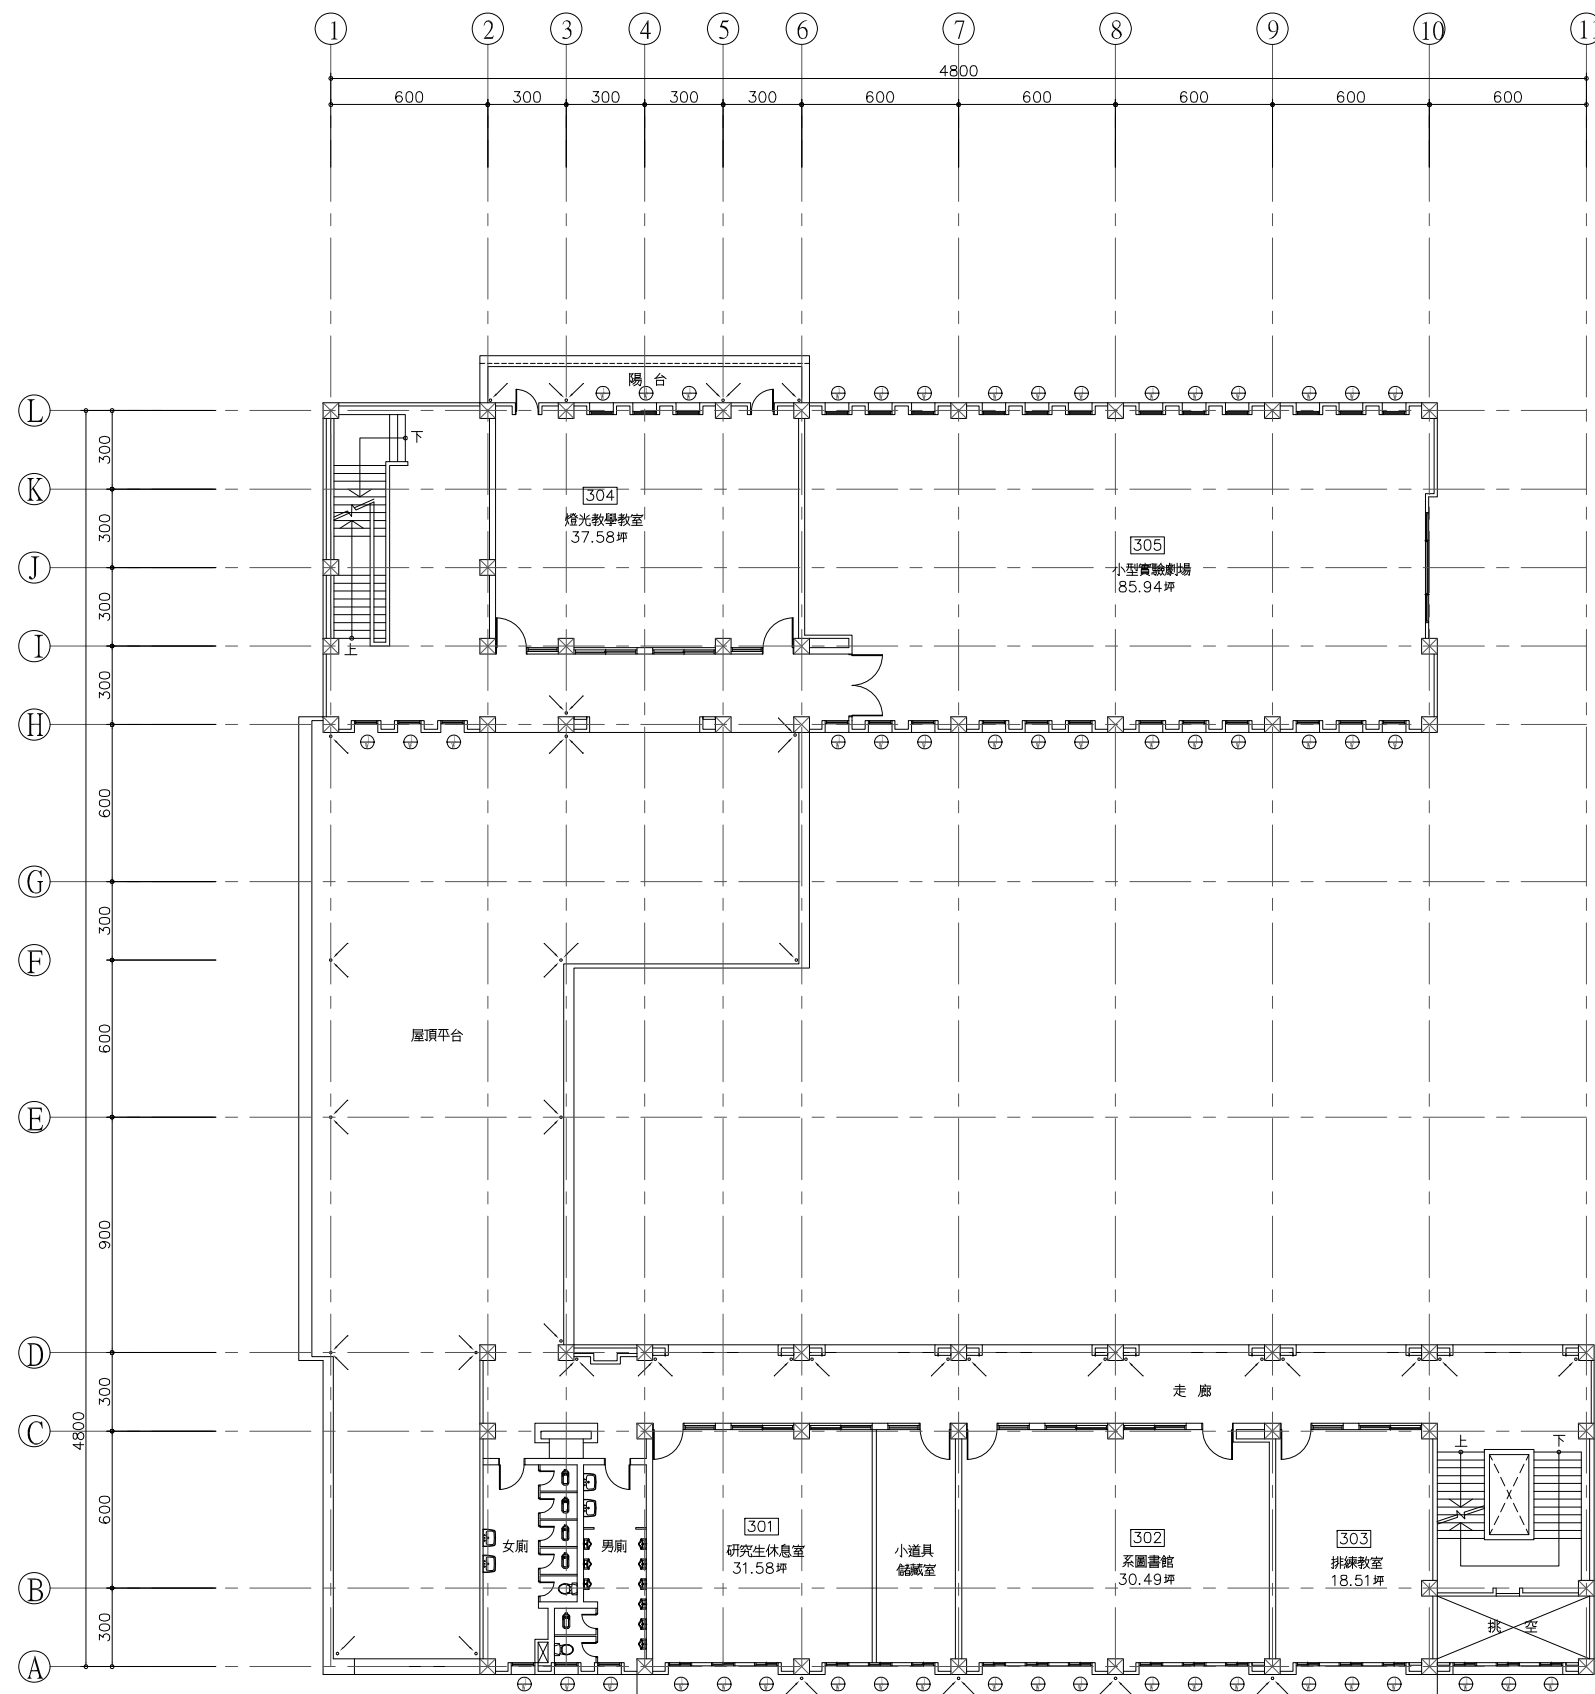 1 2 3 4 5 6 7 8 9 10 11
4800
600 300 300 300 300 600 600 600 600 600
陽 台
L
300
下
K
304
燈光教學教室
37.58坪
300
305
小型實驗劇場
85.94坪
J
300
I
上
300
H
600
G
300
F
屋頂平台
600
E
900
D
300
走 廊
C
4800
上 下
600
301
研究生休息室
31.58坪
302
系圖書館
30.49坪
303
排練教室
18.51坪
女廁 男廁
小道具
儲藏室
B
300
挑 空
A